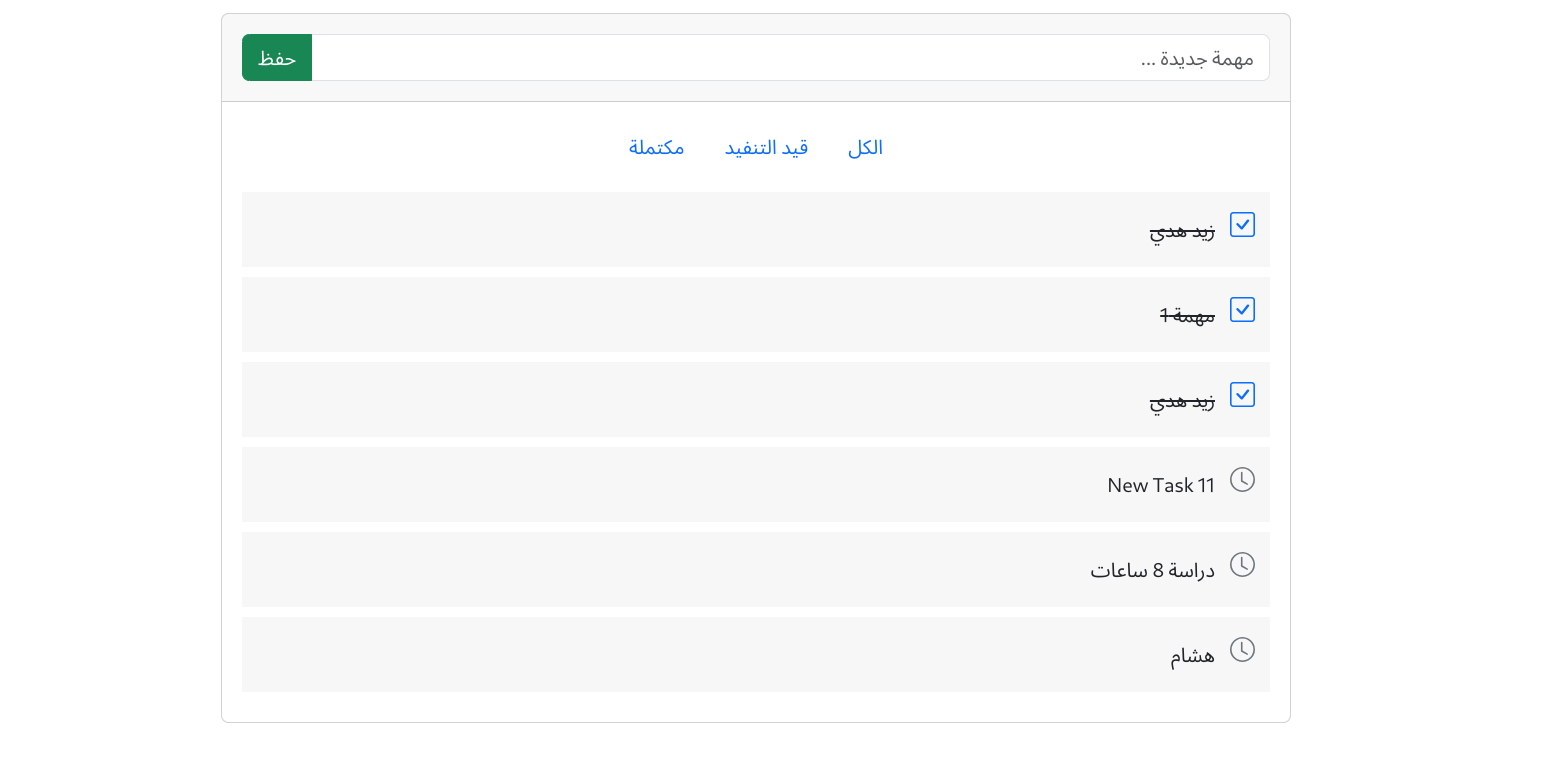 مهمة جديدة ...
حفظ
الكل قيد التنفيد مكتملة
زيد هدي
مهمة 1
زيد هدي
New Task 11
دراسة 8 ساعات
هشام